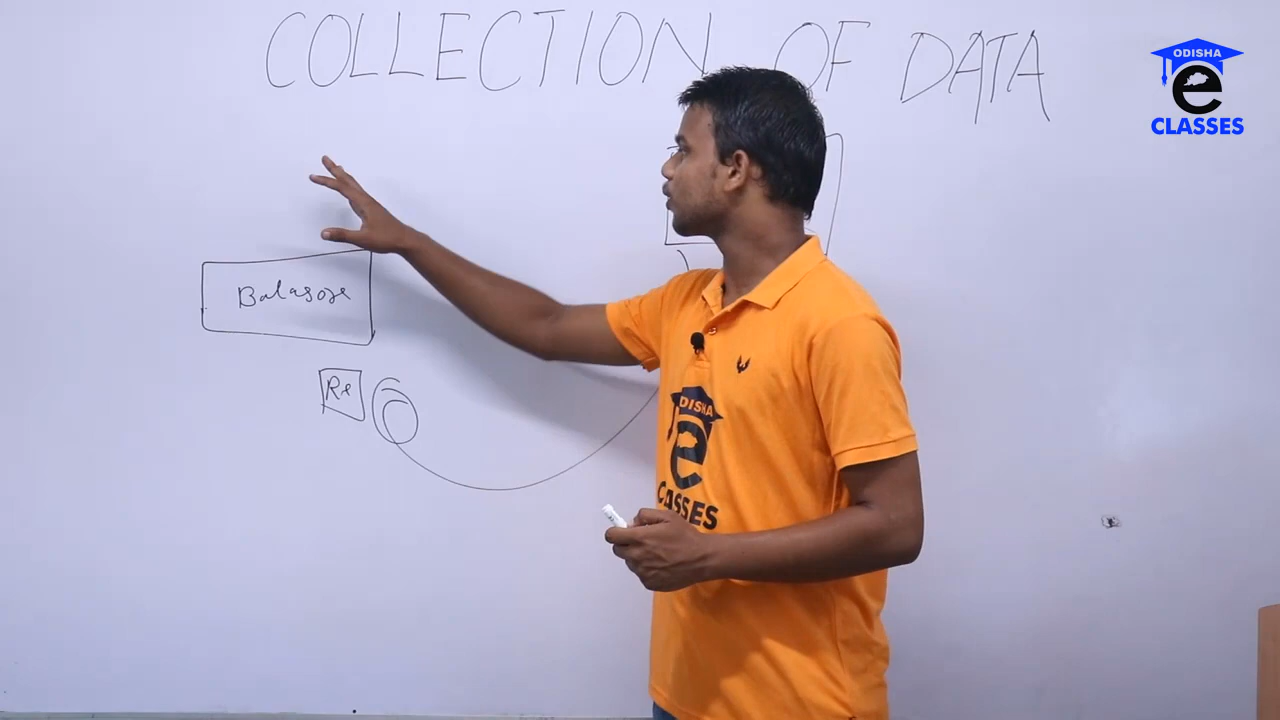 COLLECTION OF DATA
ODISHA
e
CLASSES
Balasore
Re
ODISHA
e
CLASSES